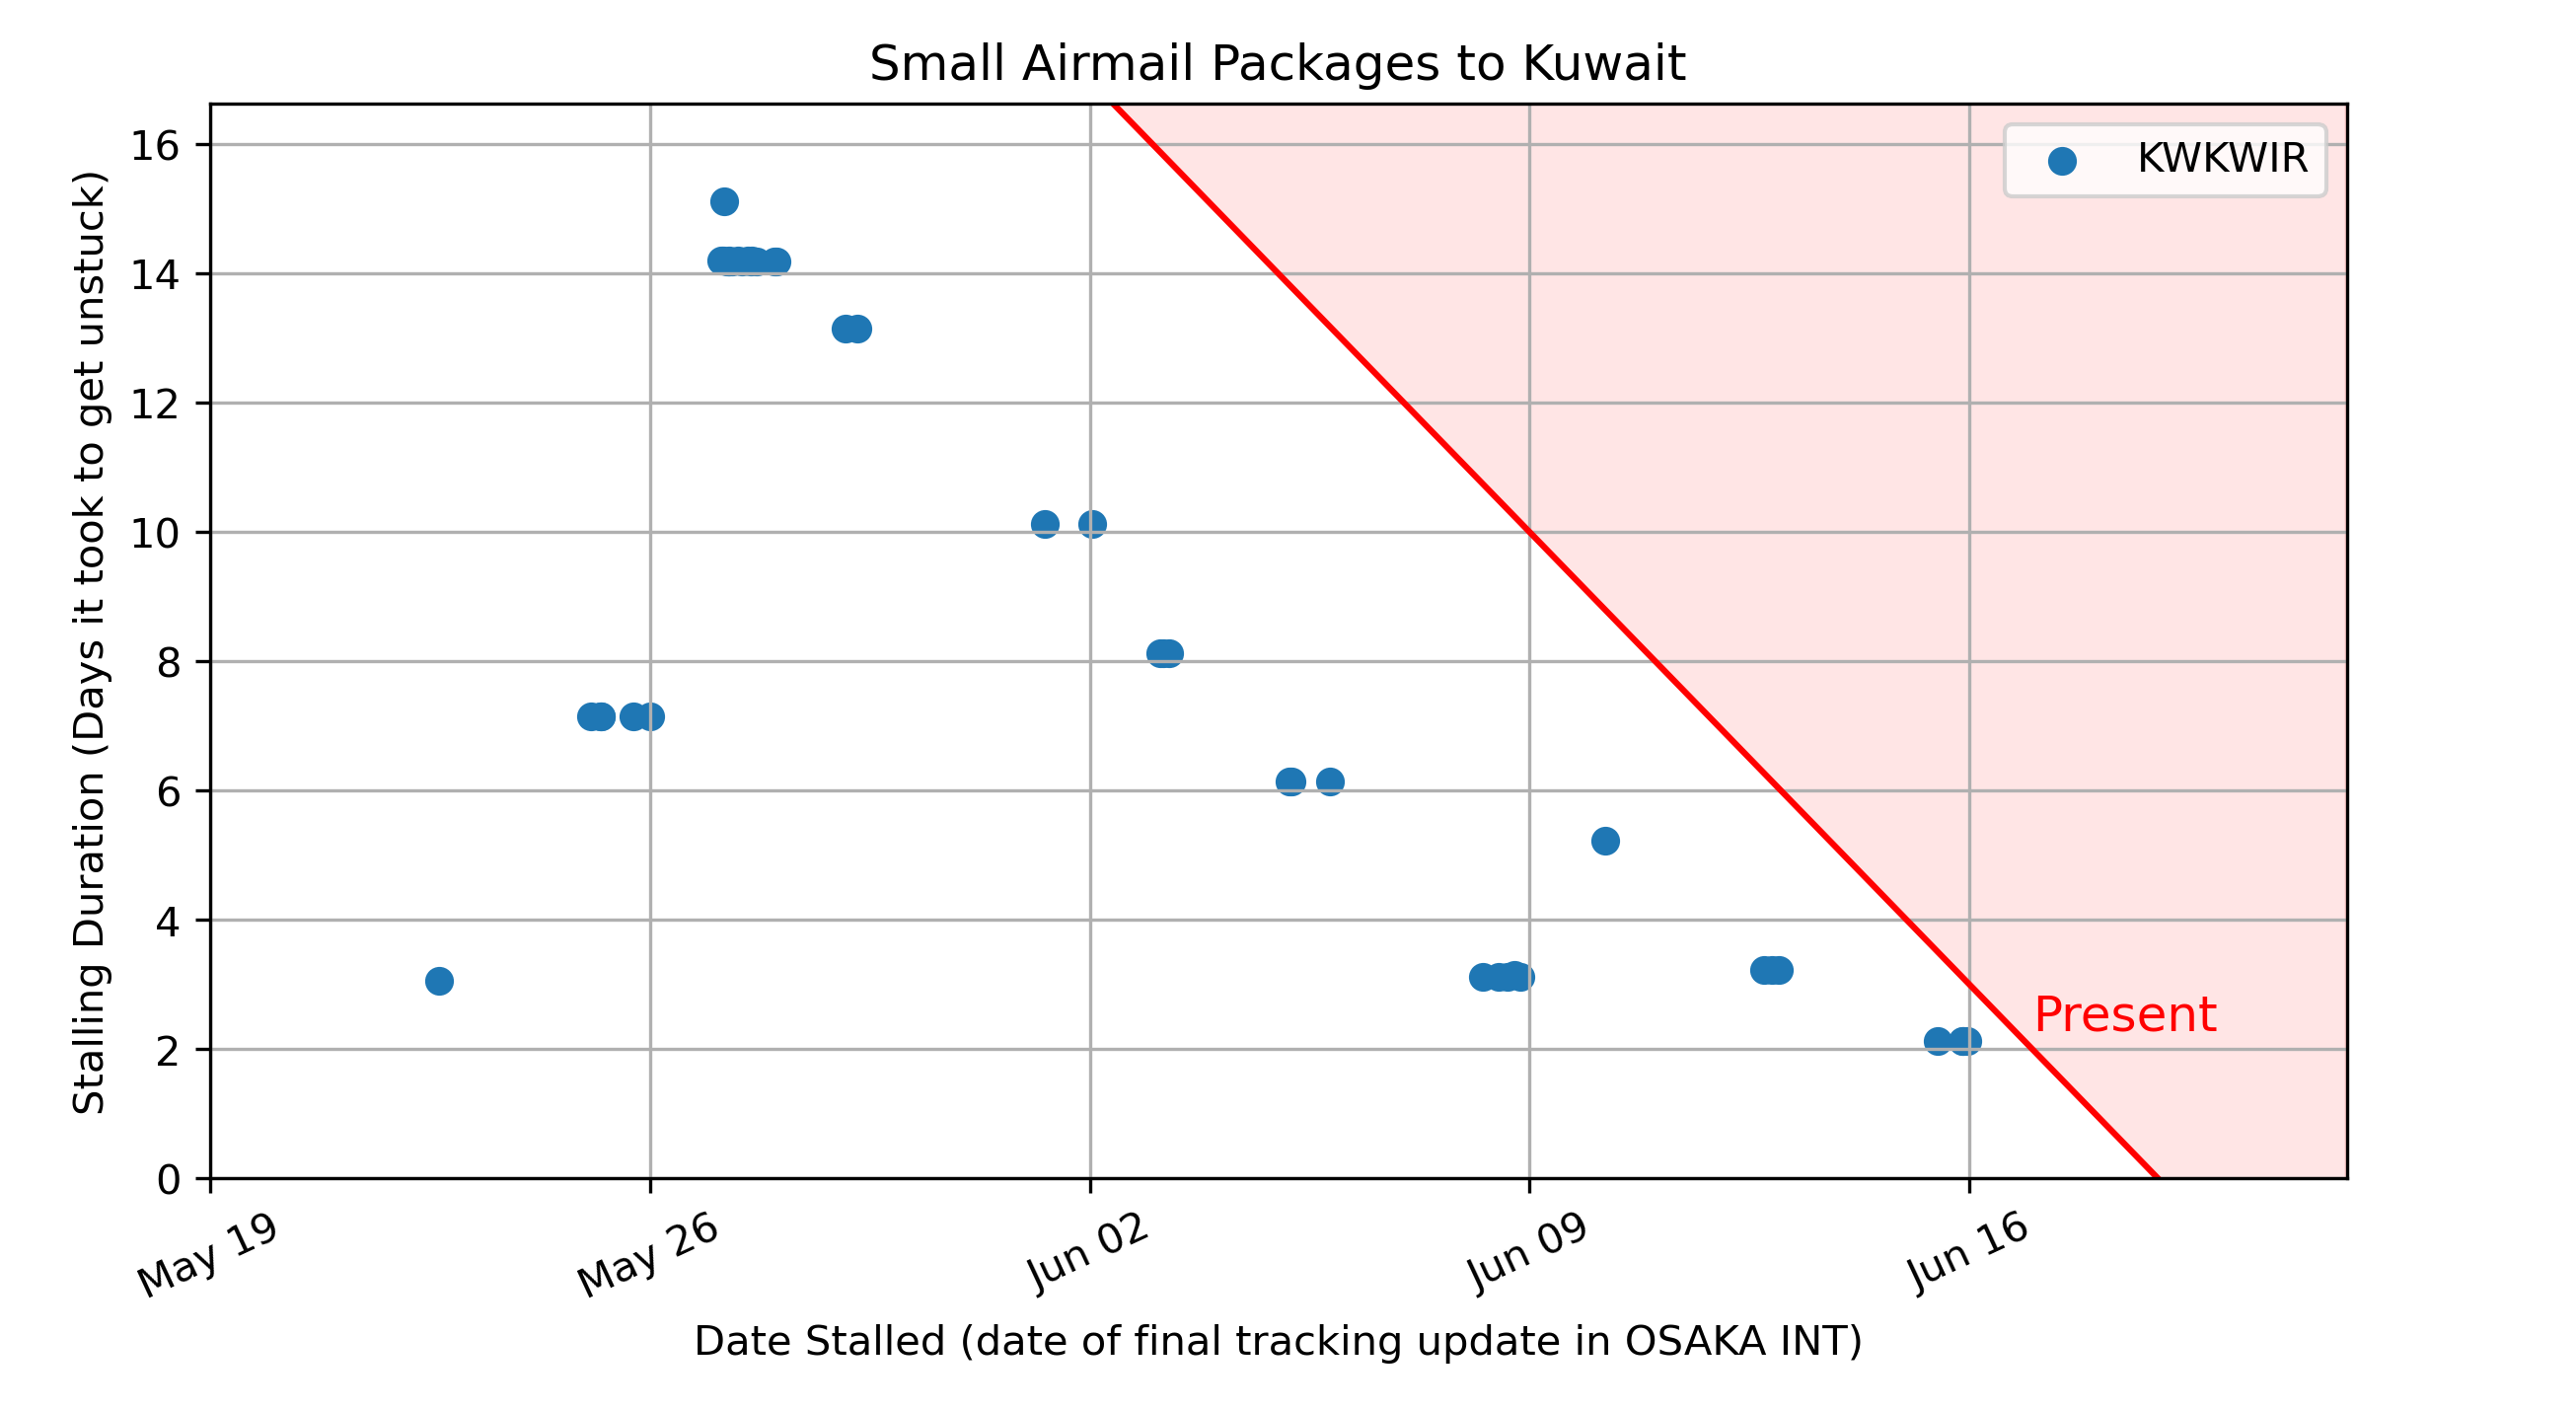 Small Airmail Packages to Kuwait
KWKWIR
16
14
12
10
8
6
4
2
0
Stalling Duration (Days it took to get unstuck)
Present
May 19
May 26
Jun 02
Jun 09
Jun 16
Date Stalled (date of final tracking update in OSAKA INT)